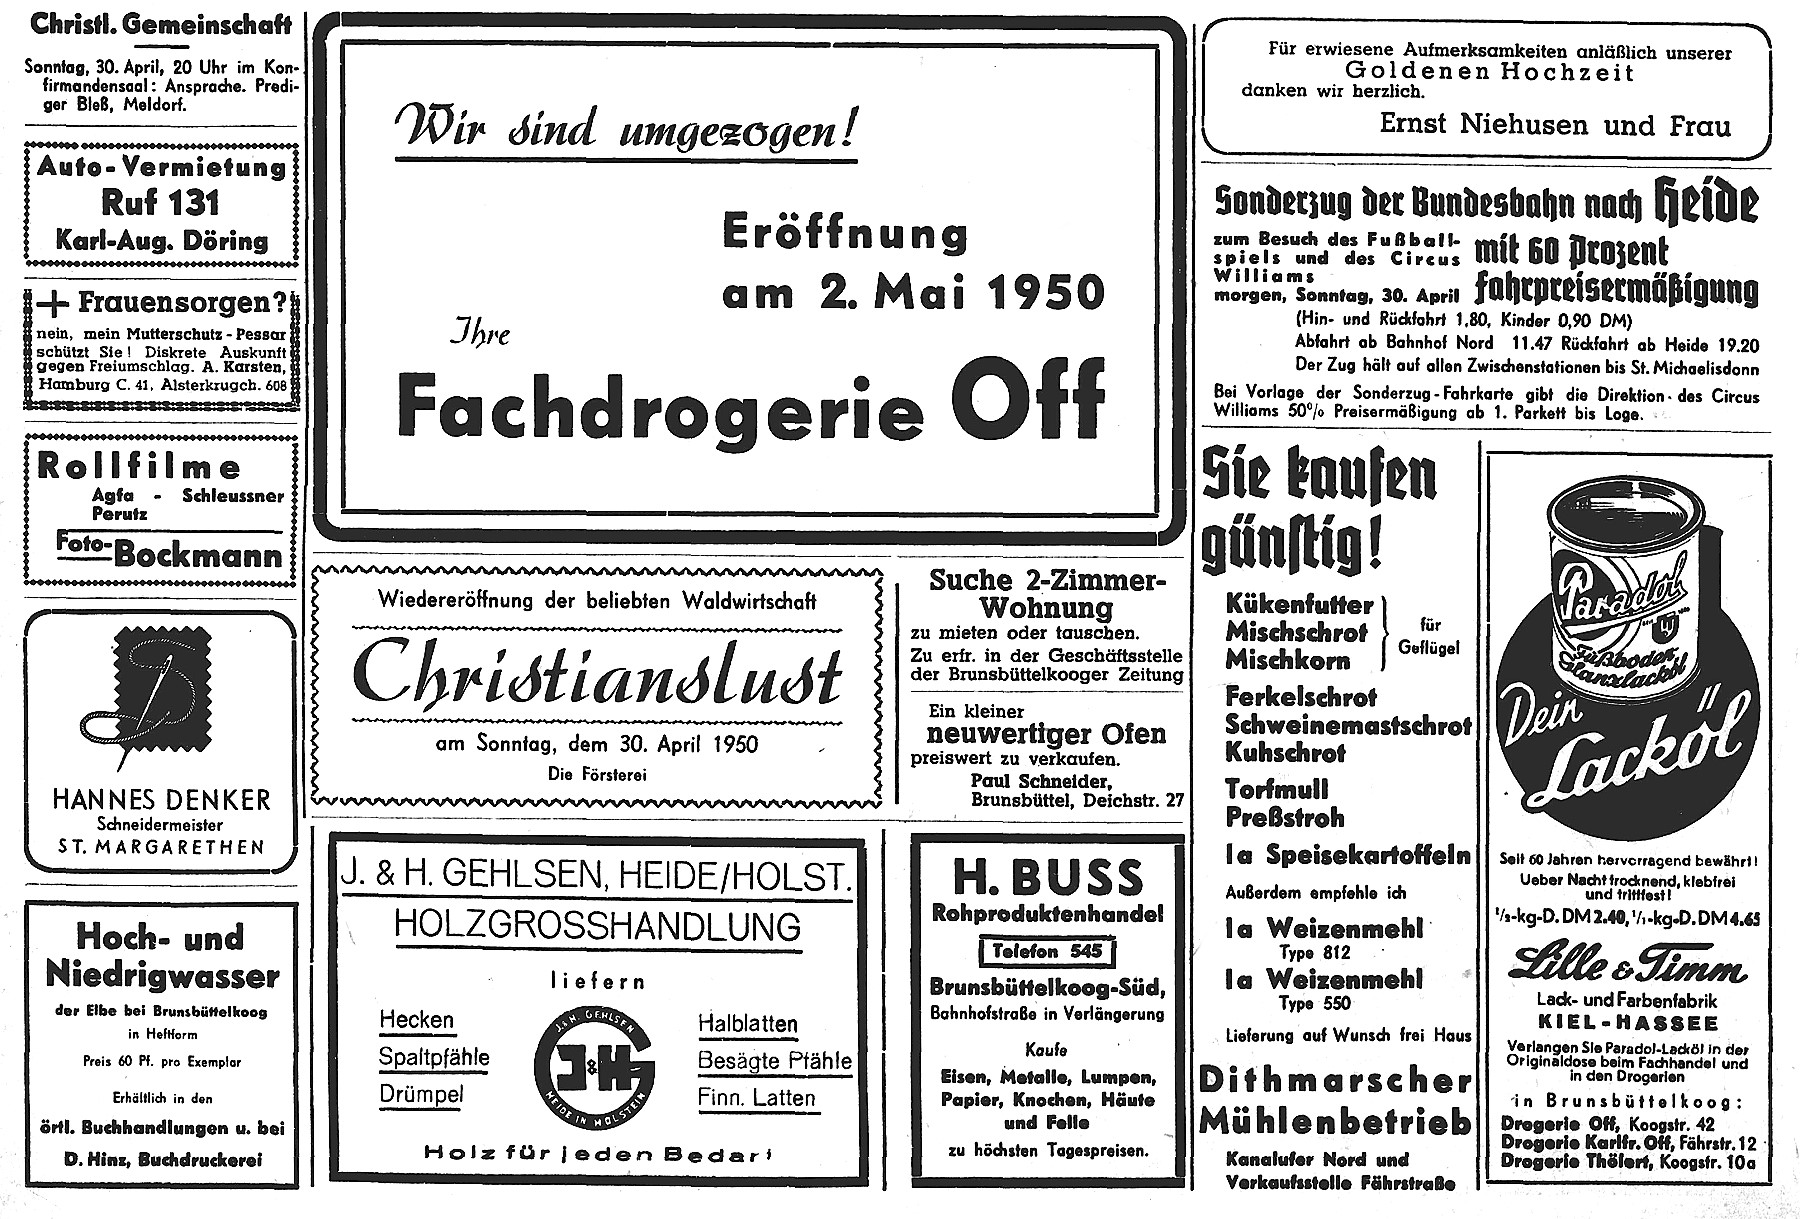 Christl. Gemeinschaft
Sonntag, 30. April, 20 Uhr im Kon-
firmandensaal: Ansprache. Predi-
ger Bleß, Meldorf.
Auto-Vermietung
Ruf 131
Karl-Aug. Döring
+ Frauensorgen?
nein, mein Mutterschutz-Pessar
schützt Sie! Diskrete Auskunft
gegen Freiumschlag. A. Karsten,
Hamburg C. 41, Alsterkrugch. 608
Rollfilme
Agfa - Schleussner
Perutz
Foto-Bockmann
HANNES DENKER
Schneidermeister
ST. MARGARETHEN
Hoch- und
Niedrigwasser
der Elbe bei Brunsbüttelkoog
in Heftform
Preis 60 Pf. pro Exemplar
Erhältlich in den
örtl. Buchhandlungen u. bei
D. Hinz, Buchdruckerei
Wir sind umgezogen!
Eröffnung
am 2. Mai 1950
Ihre
Fachdrogerie Off
Wiedereröffnung der beliebten Waldwirtschaft
Christianslust
am Sonntag, dem 30. April 1950
Die Försterei
Suche 2-Zimmer-
Wohnung
zu mieten oder tauschen.
Zu erfr. in der Geschäftsstelle
der Brunsbüttelkooger Zeitung
Ein kleiner
neuwertiger Ofen
preiswert zu verkaufen.
Paul Schneider,
Brunsbüttel, Deichstr. 27
J. & H. GEHLSEN, HEIDE/HOLST.
HOLZGROSSHANDLUNG
liefern
Hecken
Spaltpfähle
Drümpel
J. & H. GEHLSEN
J & H G
HEIDE IN HOLSTEIN
Halblatten
Besägte Pfähle
Finn. Latten
Holz für jeden Bedarf
H. BUSS
Rohproduktenhandel
Telefon 545
Brunsbüttelkoog-Süd,
Bahnhofstraße in Verlängerung
Kaufe
Eisen, Metalle, Lumpen,
Papier, Knochen, Häute
und Felle
zu höchsten Tagespreisen.
Für erwiesene Aufmerksamkeiten anläßlich unserer
Goldenen Hochzeit
danken wir herzlich.
Ernst Niehusen und Frau
Sonderzug der Bundesbahn nach Heide
zum Besuch des Fußball-
spiels und des Circus
Williams
morgen, Sonntag, 30. April
mit 60 Prozent
Fahrpreisermäßigung
(Hin- und Rückfahrt 1,80, Kinder 0,90 DM)
Abfahrt ab Bahnhof Nord 11.47 Rückfahrt ab Heide 19.20
Der Zug hält auf allen Zwischenstationen bis St. Michaelisdonn
Bei Vorlage der Sonderzug-Fahrkarte gibt die Direktion des Circus
Williams 50% Preisermäßigung ab 1. Parkett bis Loge.
Sie kaufen
günstig!
Kükenfutter
Mischschrot
Mischkorn
für
Geflügel
Ferkelschrot
Schweinemastschrot
Kuhschrot
Torfmull
Preßstroh
Ia Speisekartoffeln
Außerdem empfehle ich
Ia Weizenmehl
Type 812
Ia Weizenmehl
Type 550
Lieferung auf Wunsch frei Haus
Dithmarscher
Mühlenbetrieb
Kanalufer Nord und
Verkaufsstelle Fährstraße
Paradol
Fußboden
Glanzlacköl
Dein
Lacköl
Seit 60 Jahren hervorragend bewährt!
Ueber Nacht trocknend, klebfrei
und trittfest!
1/2-kg-D. DM 2.40, 1/1-kg-D. DM 4.65
Lille & Timm
Lack- und Farbenfabrik
KIEL-HASSEE
Verlangen Sie Paradol-Lacköl in der
Originaldose beim Fachhandel und
in den Drogerien
in Brunsbüttelkoog:
Drogerie Off, Koogstr. 42
Drogerie Karlfr. Off, Fährstr. 12
Drogerie Thölert, Koogstr. 10a